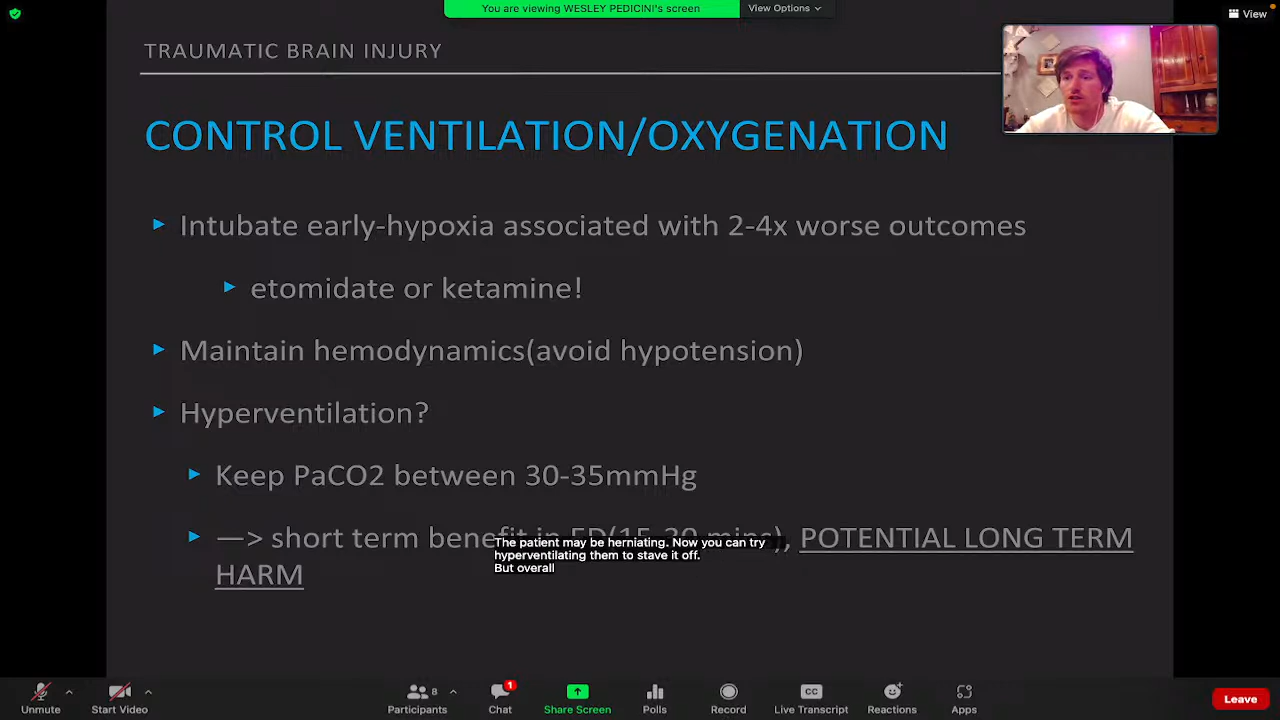 You are viewing WESLEY PEDICINI's screen
View Options
View
TRAUMATIC BRAIN INJURY
CONTROL VENTILATION/OXYGENATION
Intubate early-hypoxia associated with 2-4x worse outcomes
etomidate or ketamine!
Maintain hemodynamics(avoid hypotension)
Hyperventilation?
Keep PaCO2 between 30-35mmHg
—> short term benefit in ED(15-30 mins), POTENTIAL LONG TERM
HARM
The patient may be herniating. Now you can try
hyperventilating them to stave it off.
But overall
Unmute
Start Video
Participants
8
Chat
1
Share Screen
Polls
Record
CC
Live Transcript
Reactions
Apps
Leave